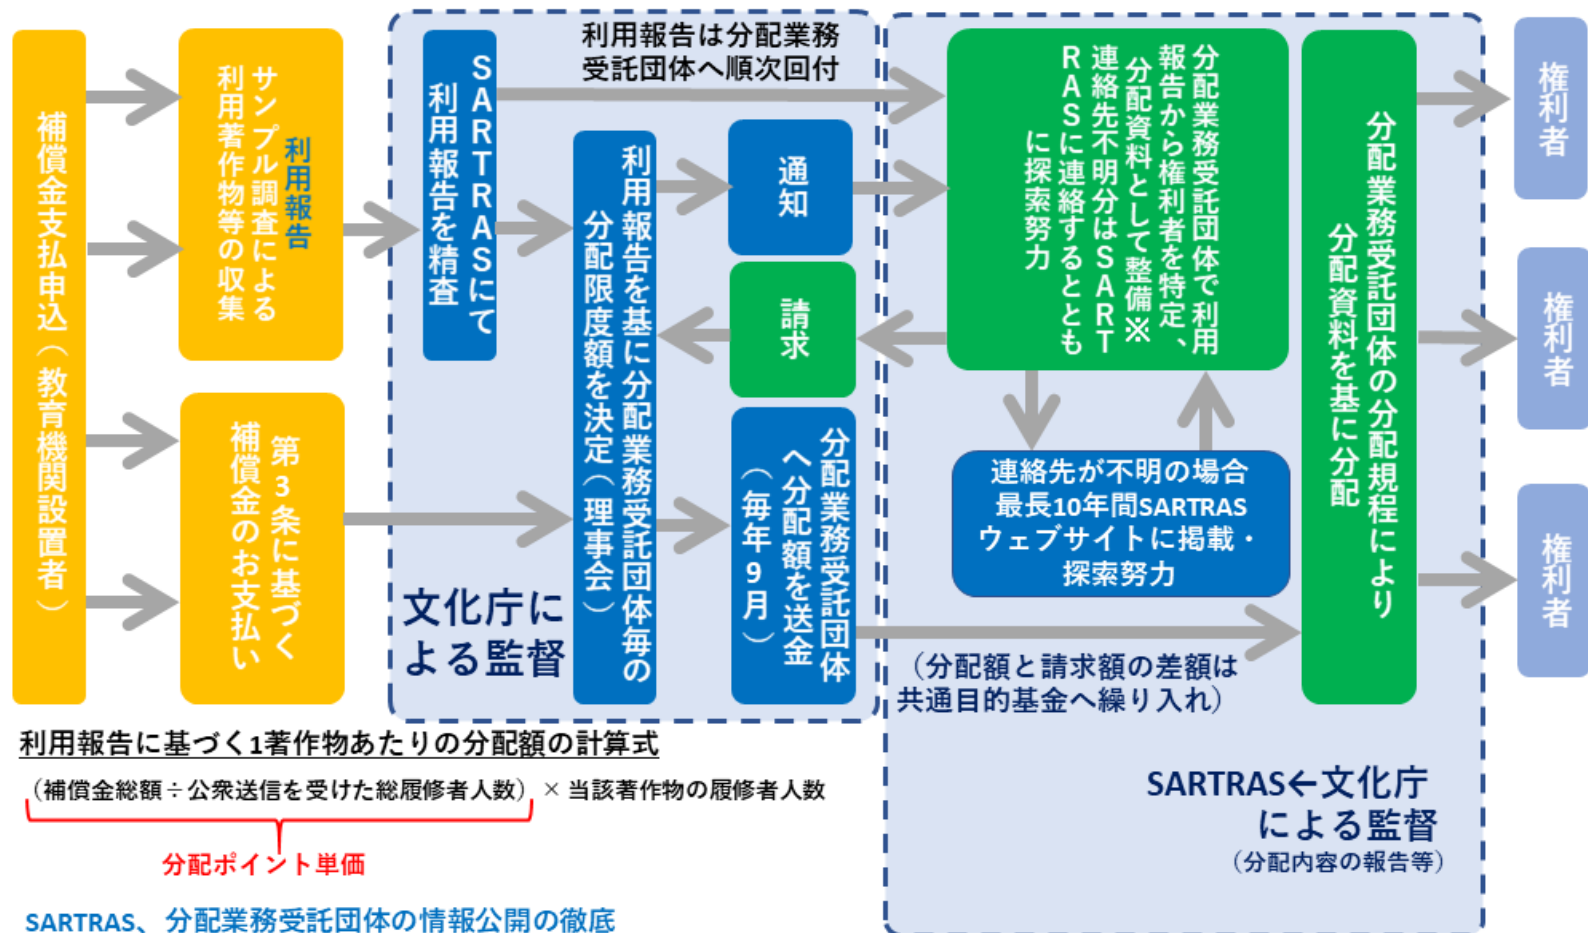 補償金支払申込（教育機関設置者）
利用報告
サンプル調査による
利用著作物等の収集
第3条に基づく
補償金のお支払い
SARTRASにて
利用報告を精査
利用報告は分配業務
受託団体へ順次回付
利用報告を基に分配業務受託団体毎の
分配限度額を決定（理事会）
通知
請求
分配業務受託団体
へ分配額を送金
（毎年9月）
文化庁に
よる監督
分配業務受託団体で利用
報告から権利者を特定、
分配資料として整備※
連絡先不明分はSART
RASに連絡するととも
に探索努力
連絡先が不明の場合
最長10年間SARTRAS
ウェブサイトに掲載・
探索努力
（分配額と請求額の差額は
共通目的基金へ繰り入れ）
分配業務受託団体の分配規程により
分配資料を基に分配
権利者
権利者
権利者
SARTRAS←文化庁
による監督
（分配内容の報告等）
利用報告に基づく1著作物あたりの分配額の計算式
（補償金総額÷公衆送信を受けた総履修者人数）× 当該著作物の履修者人数
分配ポイント単価
SARTRAS、分配業務受託団体の情報公開の徹底